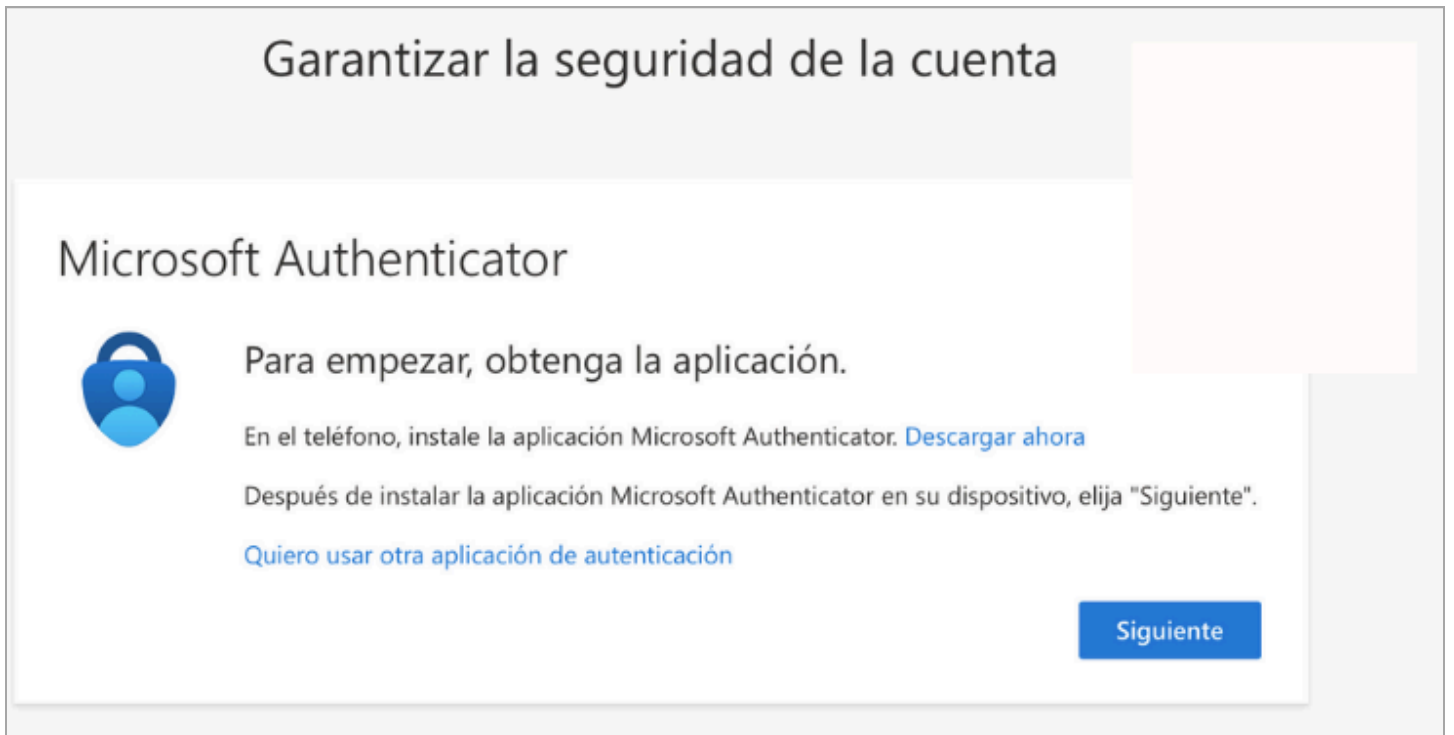 Garantizar la seguridad de la cuenta
Microsoft Authenticator
Para empezar, obtenga la aplicación.
En el teléfono, instale la aplicación Microsoft Authenticator. Descargar ahora
Después de instalar la aplicación Microsoft Authenticator en su dispositivo, elija "Siguiente".
Quiero usar otra aplicación de autenticación
Siguiente